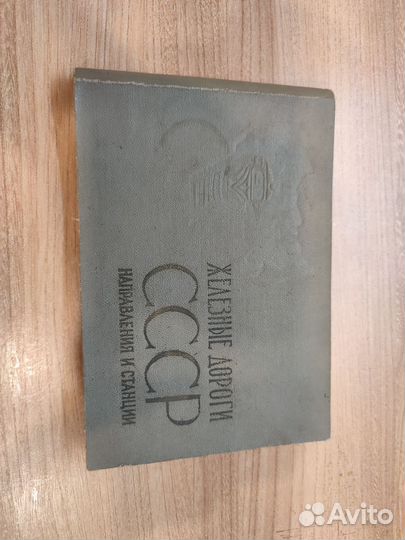 ЖЕЛЕЗНЫЕ ДОРОГИ
СССР
НАПРАВЛЕНИЯ И СТАНЦИИ
Avito